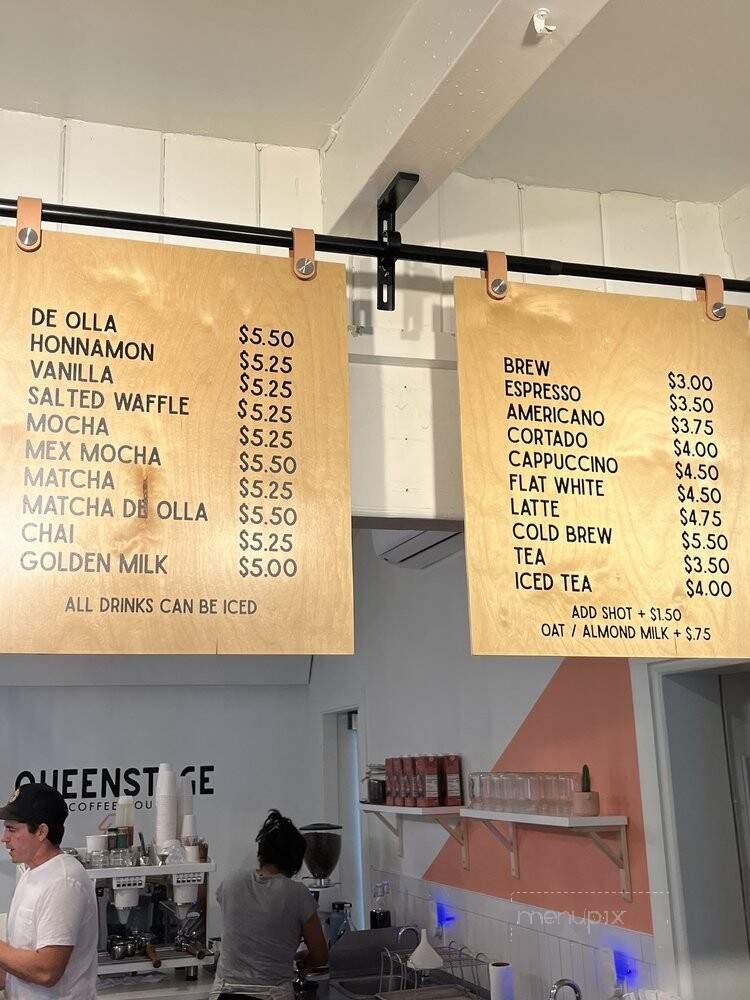 DE OLLA $5.50
HONNAMON $5.25
VANILLA $5.25
SALTED WAFFLE $5.25
MOCHA $5.25
MEX MOCHA $5.50
MATCHA $5.25
MATCHA DE OLLA $5.50
CHAI $5.25
GOLDEN MILK $5.00
ALL DRINKS CAN BE ICED
BREW $3.00
ESPRESSO $3.50
AMERICANO $3.75
CORTADO $4.00
CAPPUCCINO $4.50
FLAT WHITE $4.50
LATTE $4.75
COLD BREW $5.50
TEA $3.50
ICED TEA $4.00
ADD SHOT + $1.50
OAT / ALMOND MILK + $.75
QUEENST GE
COFFEE
menupix